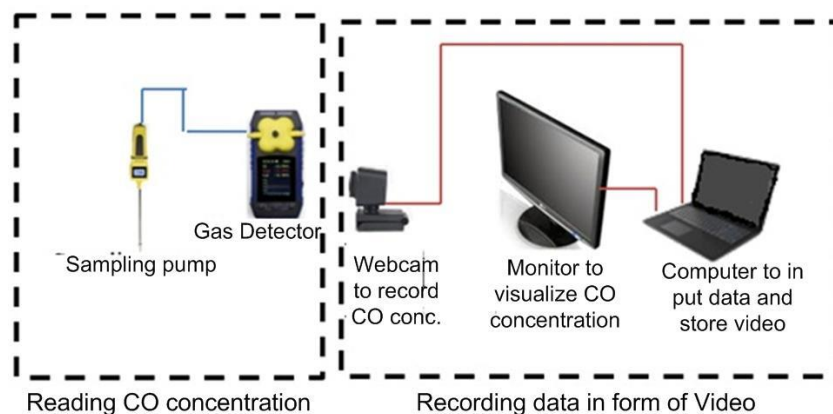 Gas Detector
Sampling pump
Webcam
to record
CO conc.
Monitor to
visualize CO
concentration
Computer to in
put data and
store video
Reading CO concentration
Recording data in form of Video